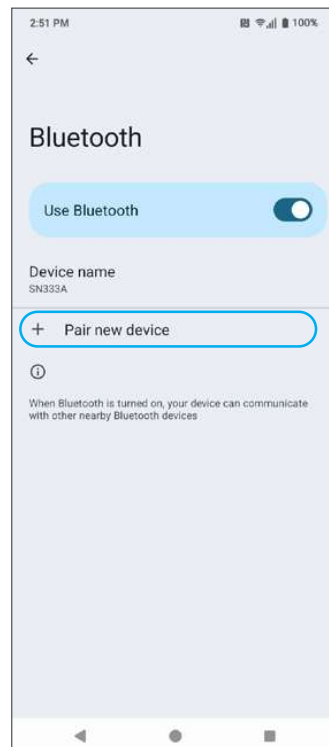 2:51 PM 100%
Bluetooth
Use Bluetooth
Device name
SN333A
+ Pair new device
When Bluetooth is turned on, your device can communicate
with other nearby Bluetooth devices